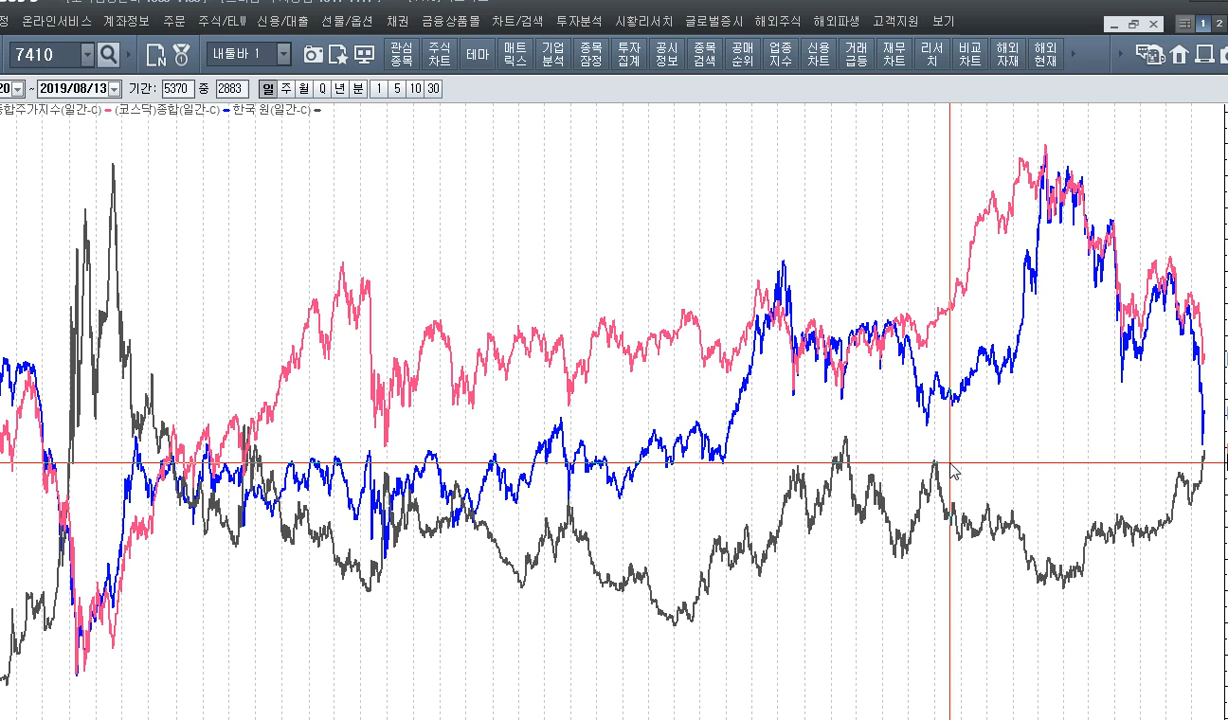 온라인서비스 계좌정보 주문 주식/ELW 신용/대출 선물/옵션 채권 금융상품몰 차트/검색 투자분석 시황리서치 글로벌증시 해외주식 해외파생 고객지원 보기
1 2
7410 N 내툴바 1 관심종목 주식차트 테마 매트릭스 기업분석 종목잠정 투자집계 공시정보 종목검색 공매순위 업종지수 신용차트 거래급등 재무차트 리서치 비교차트 해외자재 해외현재
20 ~ 2019/08/13 기간: 5370 중 2883 일 주 월 Q 년 분 1 5 10 30
종합주가지수(일간-C) (코스닥)종합(일간-C) 한국 원(일간-C)